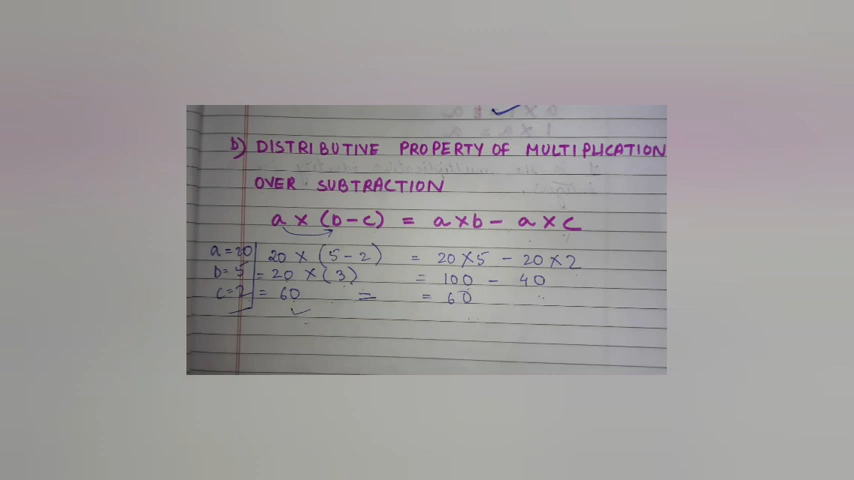 b) DISTRIBUTIVE PROPERTY OF MULTIPLICATION
OVER SUBTRACTION
a × (b - c) = a × b - a × c
a = 20 20 × (5 - 2) = 20 × 5 - 20 × 2
b = 5 = 20 × (3) = 100 - 40
c = 2 = 60 = = 60